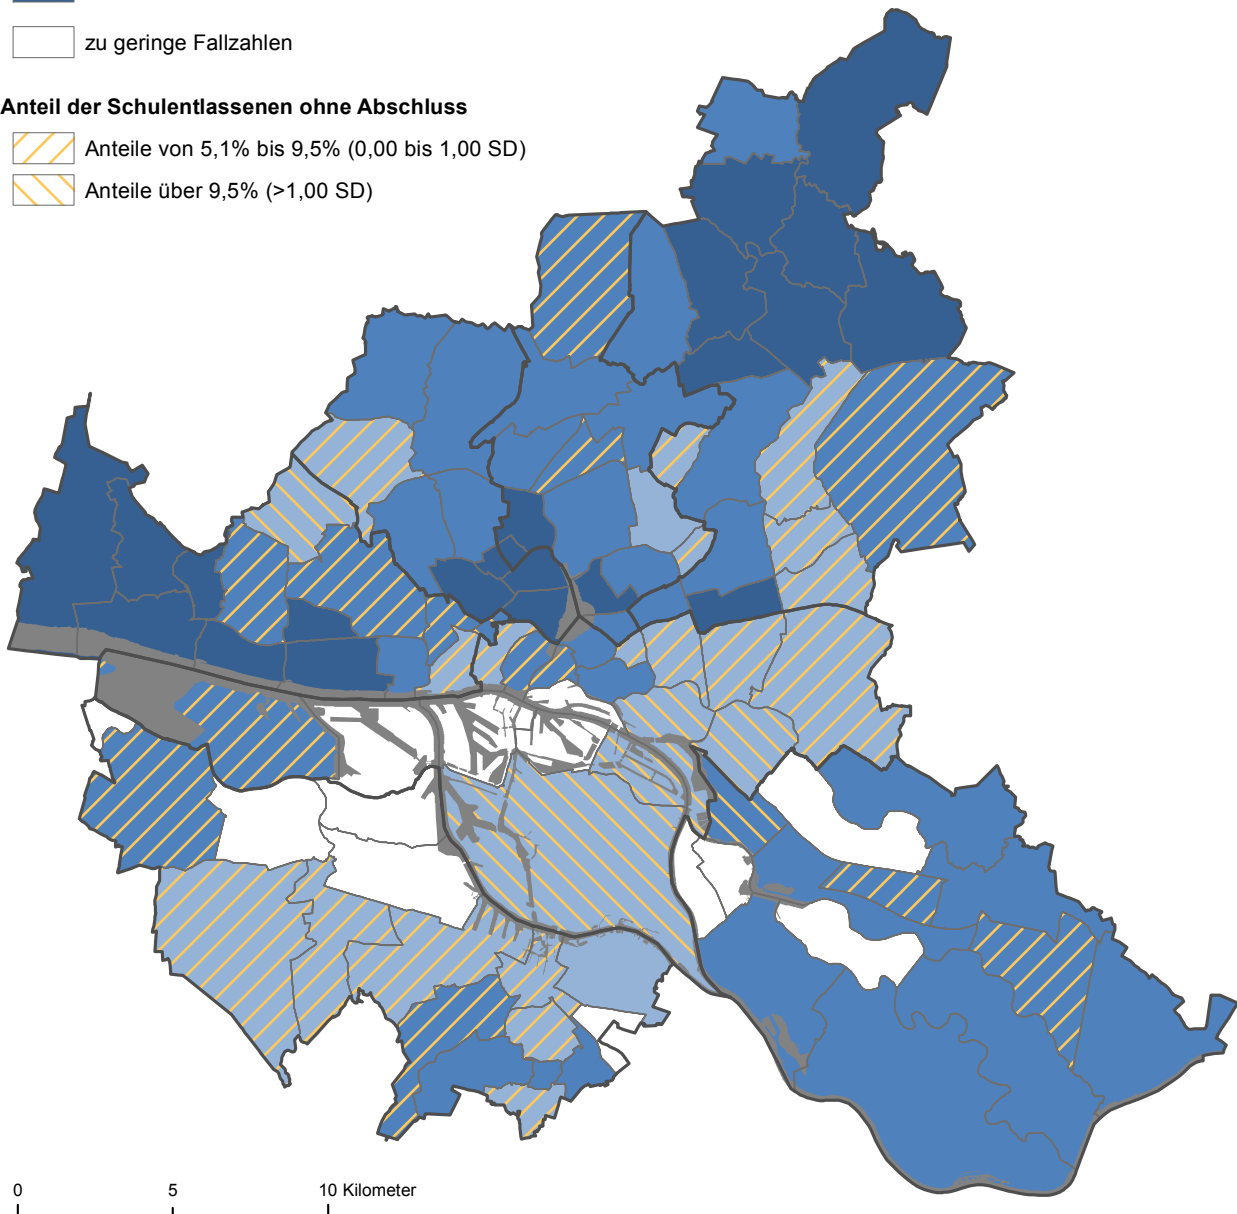 zu geringe Fallzahlen
Anteil der Schulentlassenen ohne Abschluss
Anteile von 5,1% bis 9,5% (0,00 bis 1,00 SD)
Anteile über 9,5% (>1,00 SD)
0 5 10 Kilometer